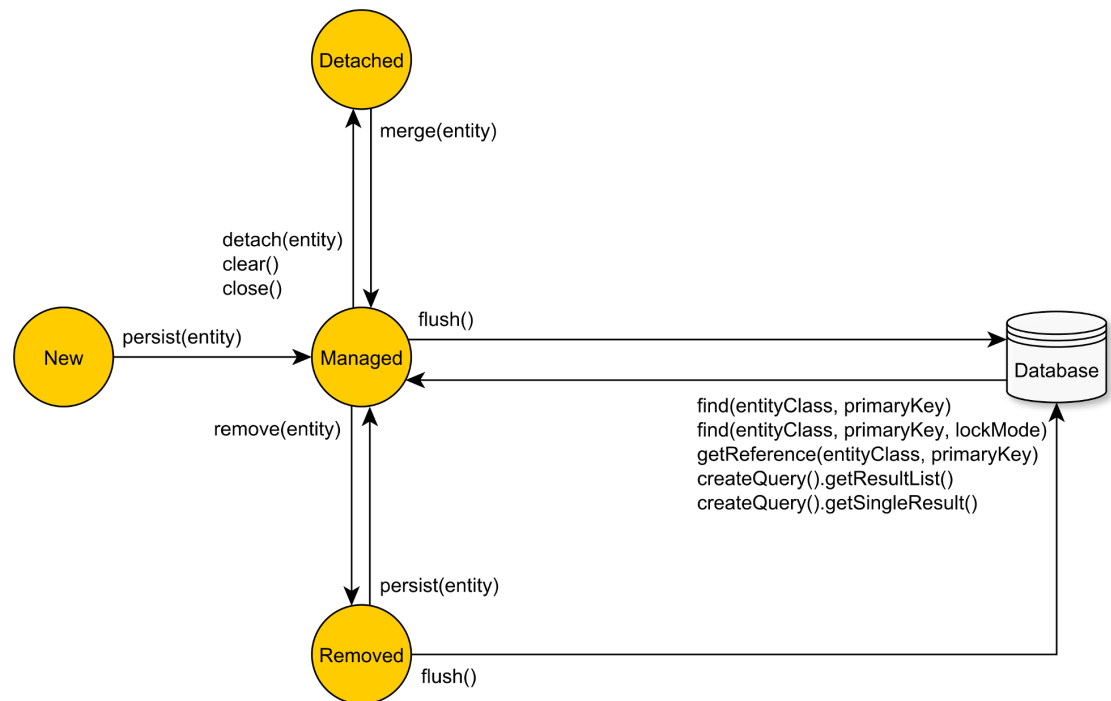 Detached
merge(entity)
detach(entity)
clear()
close()
flush()
persist(entity)
New
Managed
Database
find(entityClass, primaryKey)
find(entityClass, primaryKey, lockMode)
remove(entity)
getReference(entityClass, primaryKey)
createQuery().getResultList()
createQuery().getSingleResult()
persist(entity)
Removed
flush()